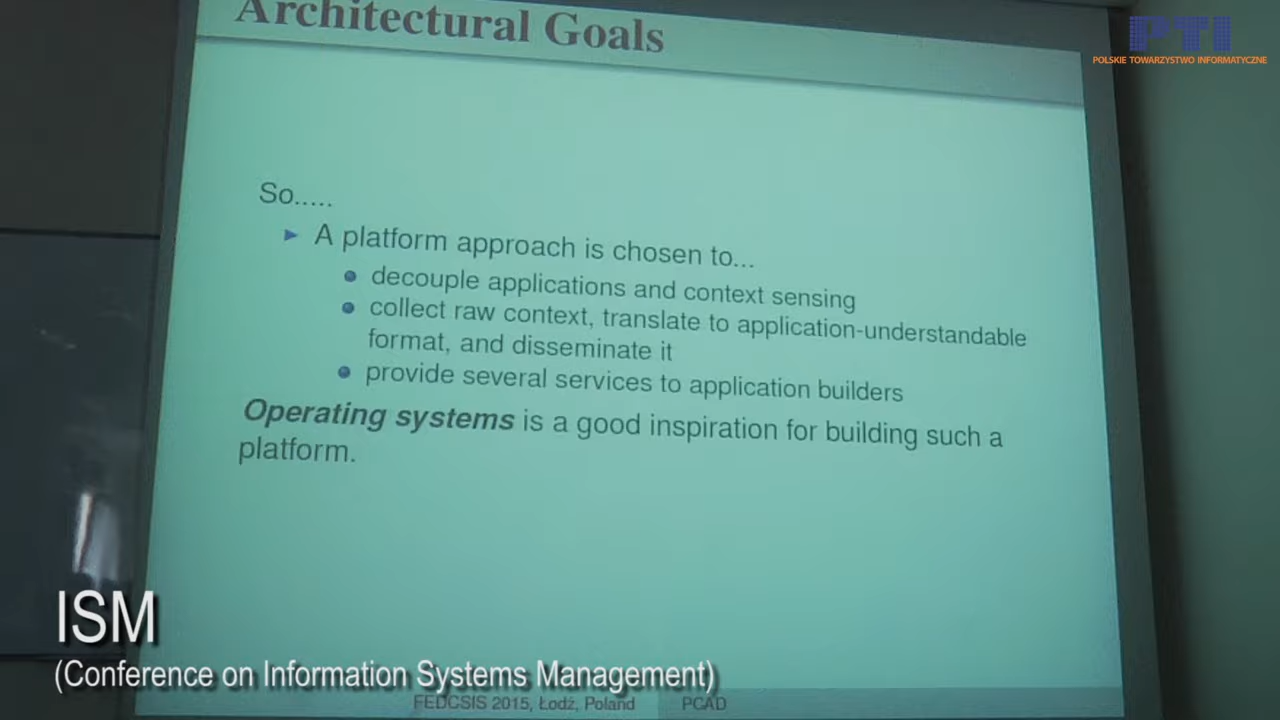 Architectural Goals
PTI
POLSKIE TOWARZYSTWO INFORMATYCZNE
So.....
A platform approach is chosen to...
decouple applications and context sensing
collect raw context, translate to application-understandable
format, and disseminate it
provide several services to application builders
Operating systems is a good inspiration for building such a
platform.
ISM
(Conference on Information Systems Management)
FEDCSIS 2015, Łodź, Poland
PCAD